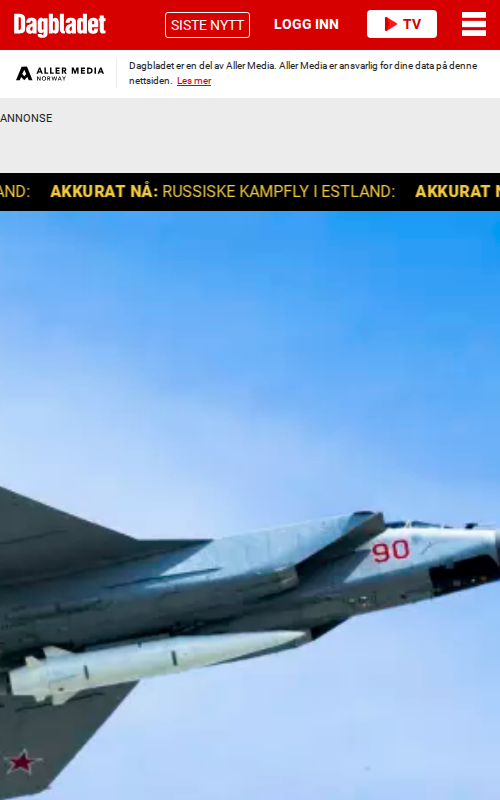 Dagbladet
SISTE NYTT
LOGG INN
TV
ALLER MEDIA
NORWAY
Dagbladet er en del av Aller Media. Aller Media er ansvarlig for dine data på denne
nettsiden. Les mer
ANNONSE
AND: AKKURAT NÅ: RUSSISKE KAMPFLY I ESTLAND: AKKURAT N
90